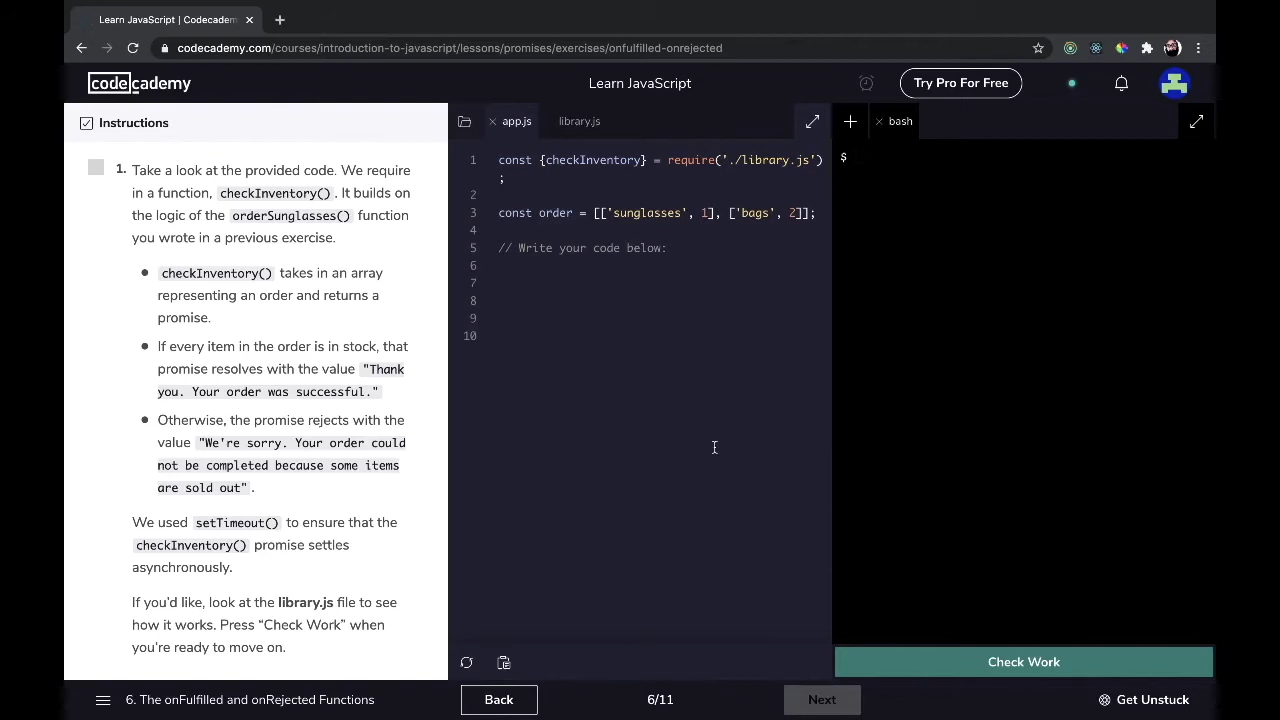 Learn JavaScript | Codecadem
codecademy.com/courses/introduction-to-javascript/lessons/promises/exercises/onfulfilled-onrejected
codecademy
Learn JavaScript
Try Pro For Free
Instructions
1. Take a look at the provided code. We require
in a function, checkInventory(). It builds on
the logic of the orderSunglasses() function
you wrote in a previous exercise.
checkInventory() takes in an array
representing an order and returns a
promise.
If every item in the order is in stock, that
promise resolves with the value "Thank
you. Your order was successful."
Otherwise, the promise rejects with the
value "We're sorry. Your order could
not be completed because some items
are sold out".
We used setTimeout() to ensure that the
checkInventory() promise settles
asynchronously.
If you'd like, look at the library.js file to see
how it works. Press “Check Work” when
you're ready to move on.
app.js
library.js
1 const {checkInventory} = require('./library.js')
;
2
3 const order = [['sunglasses', 1], ['bags', 2]];
4
5 // Write your code below:
6
7
8
9
10
bash
$
Check Work
6. The onFulfilled and onRejected Functions
Back
6/11
Next
Get Unstuck